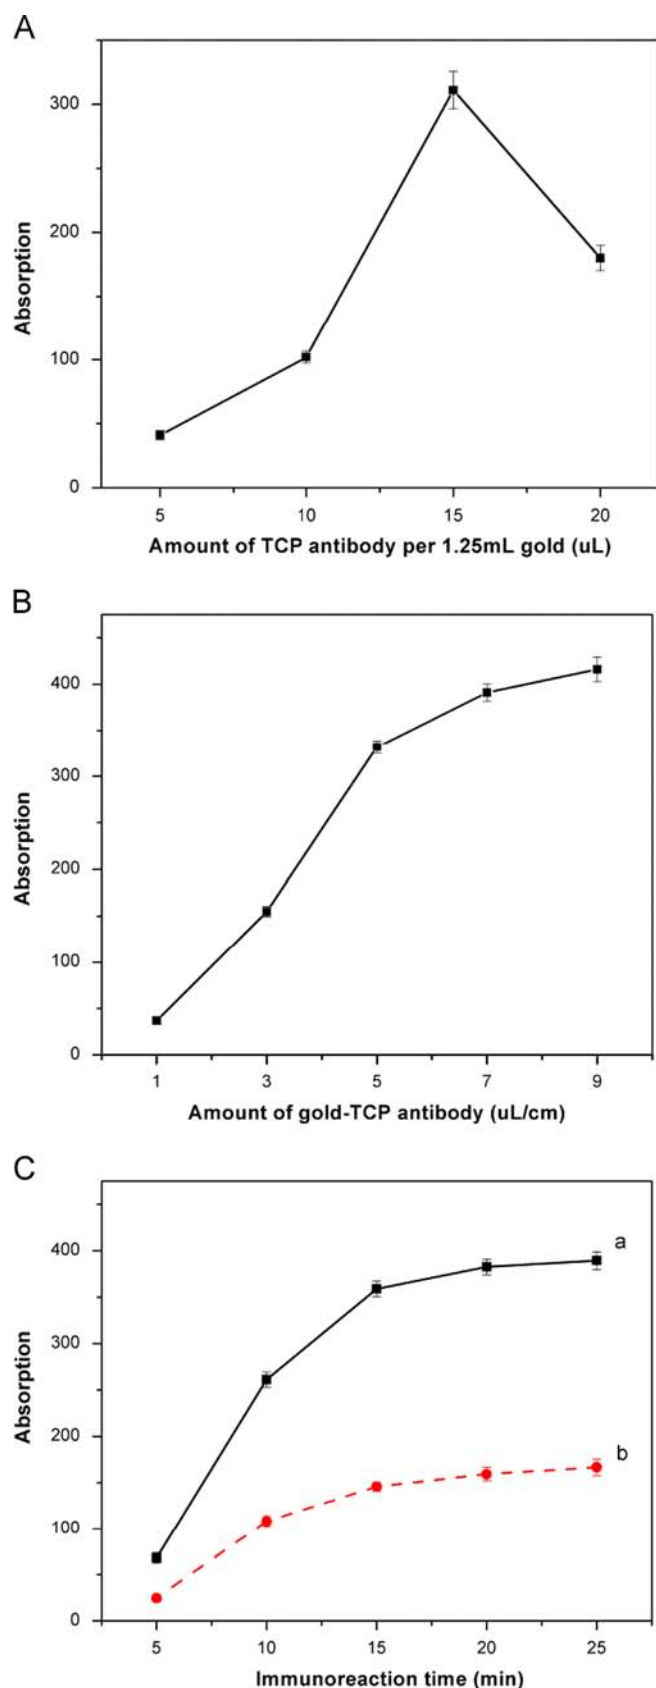 A
300
200
100
0
Absorption
5 10 15 20
Amount of TCP antibody per 1.25mL gold (uL)
B
400
300
200
100
0
Absorption
1 3 5 7 9
Amount of gold-TCP antibody (uL/cm)
C
400
300
200
100
0
Absorption
a
b
5 10 15 20 25
Immunoreaction time (min)